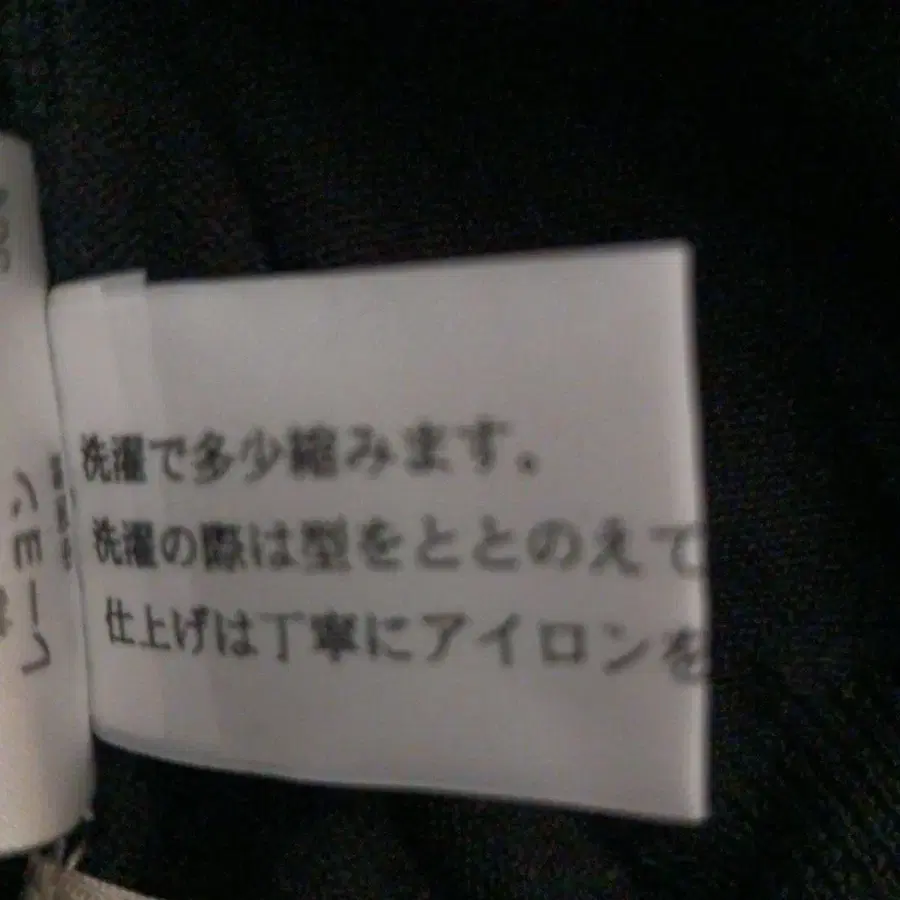 洗濯で多少縮みます。
洗濯の際は型をととのえて
仕上げは丁寧にアイロンを